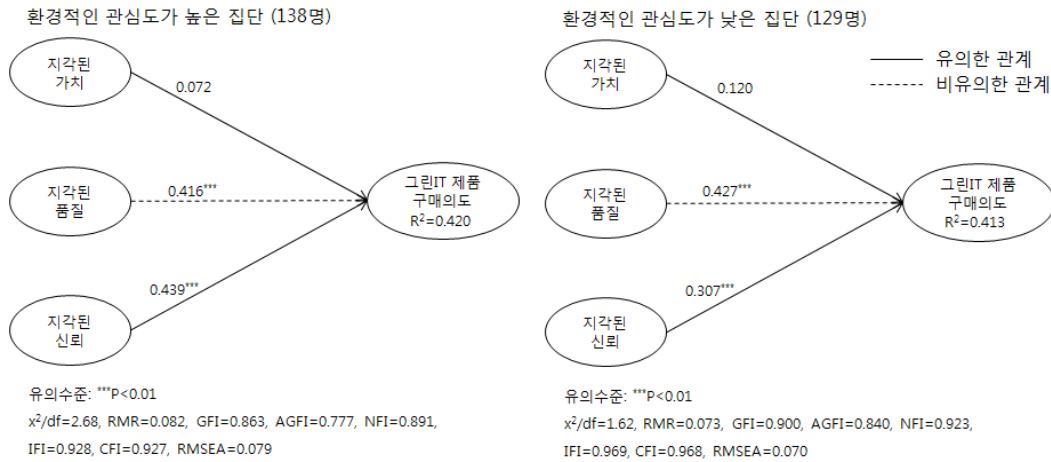 환경적인 관심도가 높은 집단 (138명)
지각된
가치
0.072
지각된
품질
0.416***
그린IT 제품
구매의도
R²=0.420
0.439***
지각된
신뢰
유의수준: ***P<0.01
x²/df=2.68, RMR=0.082, GFI=0.863, AGFI=0.777, NFI=0.891,
IFI=0.928, CFI=0.927, RMSEA=0.079
환경적인 관심도가 낮은 집단 (129명)
유의한 관계
비유의한 관계
지각된
가치
0.120
지각된
품질
0.427***
그린IT 제품
구매의도
R²=0.413
0.307***
지각된
신뢰
유의수준: ***P<0.01
x²/df=1.62, RMR=0.073, GFI=0.900, AGFI=0.840, NFI=0.923,
IFI=0.969, CFI=0.968, RMSEA=0.070